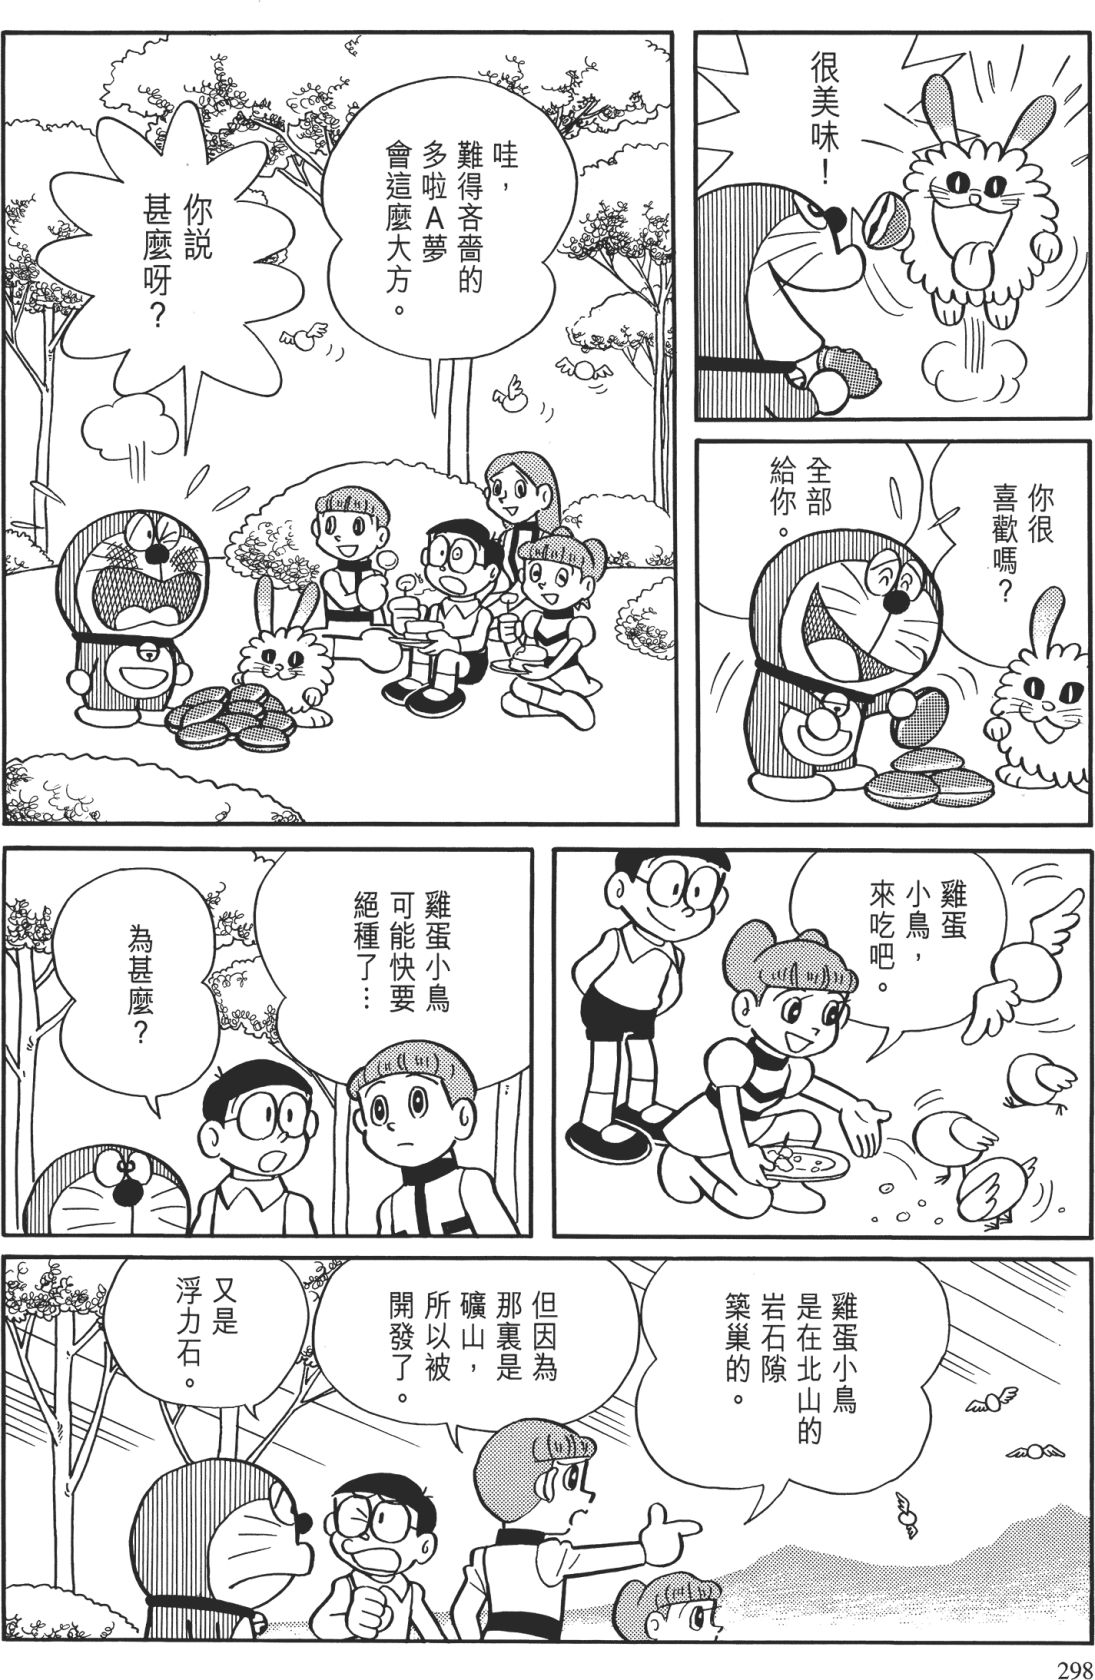 很美味！
你很
喜歡嗎？
全部
給你。
哇，
難得吝嗇的
多啦A夢
會這麼大方。
你説
甚麼呀？
雞蛋
小鳥，
來吃吧。
雞蛋小鳥
可能快要
絕種了…
為甚麼？
雞蛋小鳥
是在北山的
岩石隙
築巢的。
但因為
那裏是
礦山，
所以被
開發了。
又是
浮力石。
298